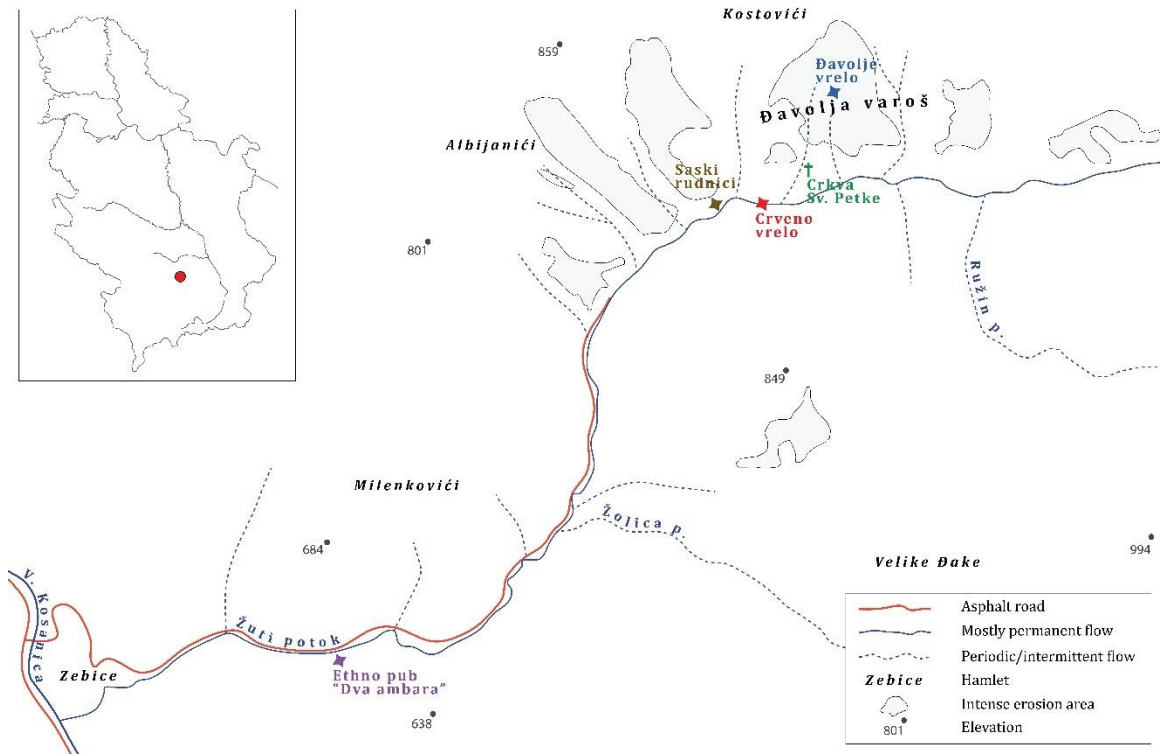 Kostovići
859
Đavolje
vrelo
Đavolja varoš
Albijanići
Saski
rudnici
Crkva
Sv. Petke
Crveno
vrelo
801
Ružin p.
849
Milenkovići
Žoljica p.
684
994
Velike Đake
V. Kosanica
Žuti potok
Zebice
Ethno pub
"Dva ambara"
638
Asphalt road
Mostly permanent flow
Periodic/intermittent flow
Zebice Hamlet
Intense erosion area
801 Elevation